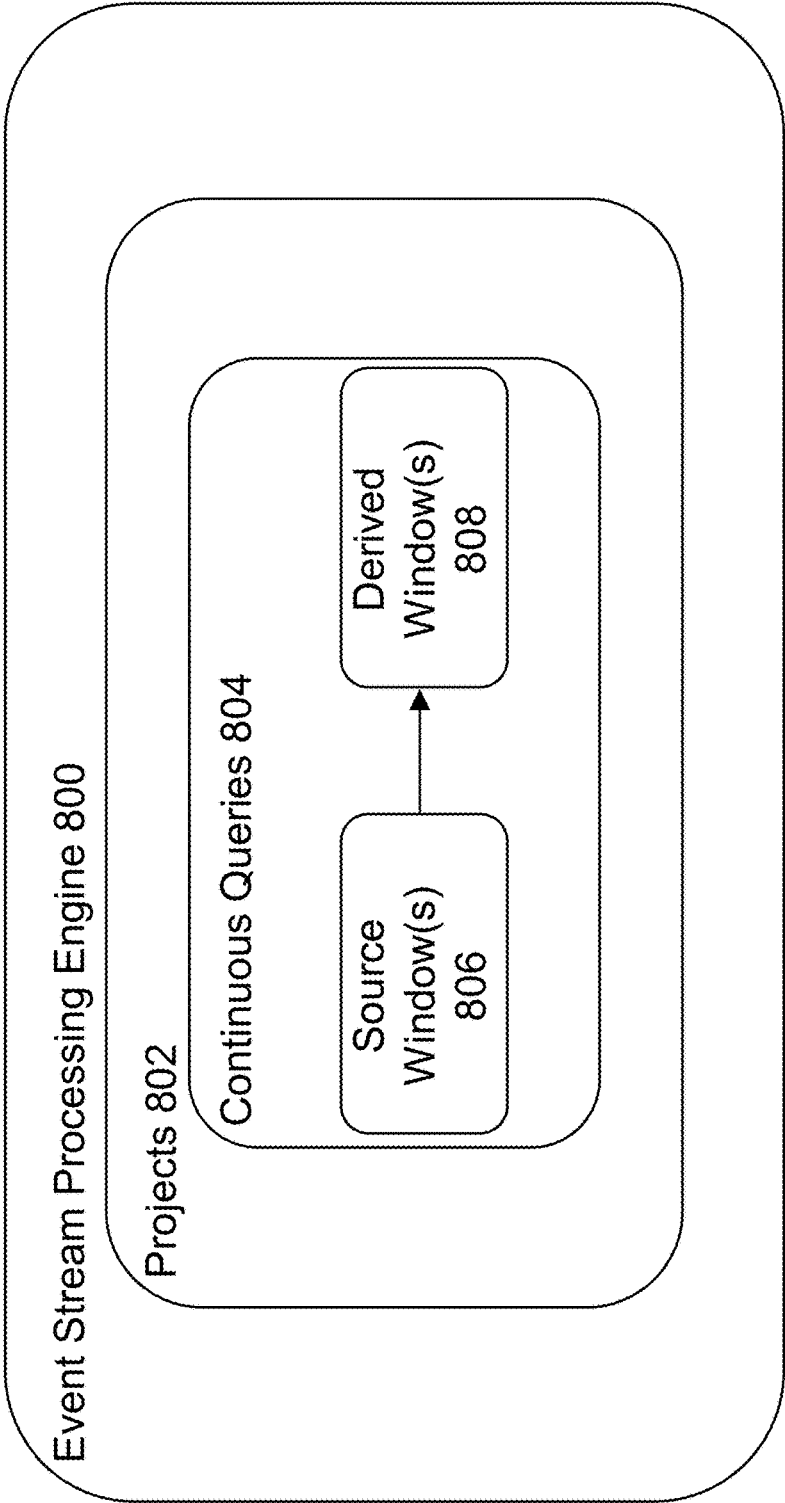 Event Stream Processing Engine 800
Projects 802
Continuous Queries 804
Source
Window(s)
806
Derived
Window(s)
808